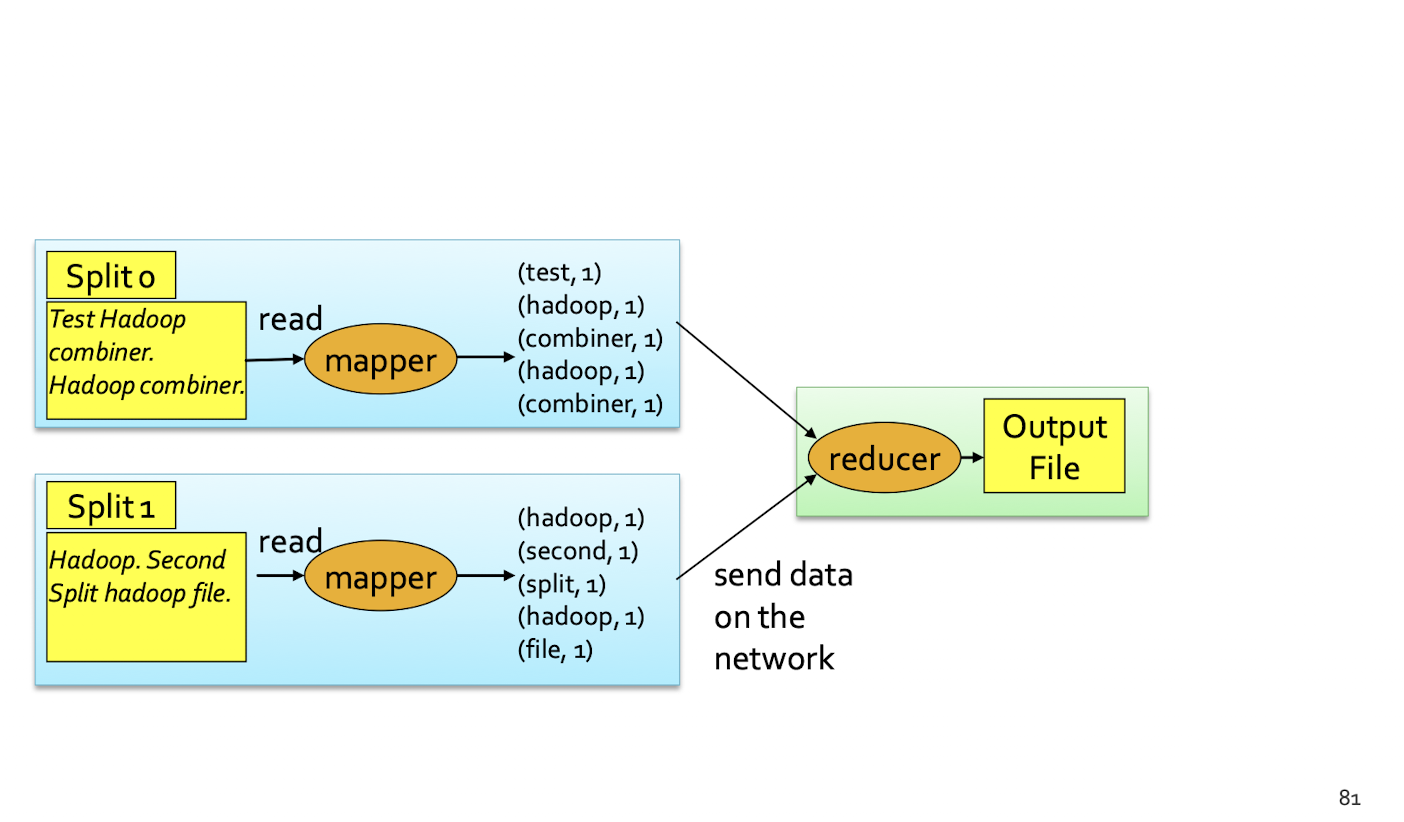 Split 0
Test Hadoop
combiner.
Hadoop combiner.
read
mapper
(test, 1)
(hadoop, 1)
(combiner, 1)
(hadoop, 1)
(combiner, 1)
Split 1
Hadoop. Second
Split hadoop file.
read
mapper
(hadoop, 1)
(second, 1)
(split, 1)
(hadoop, 1)
(file, 1)
send data
on the
network
reducer
Output
File
81